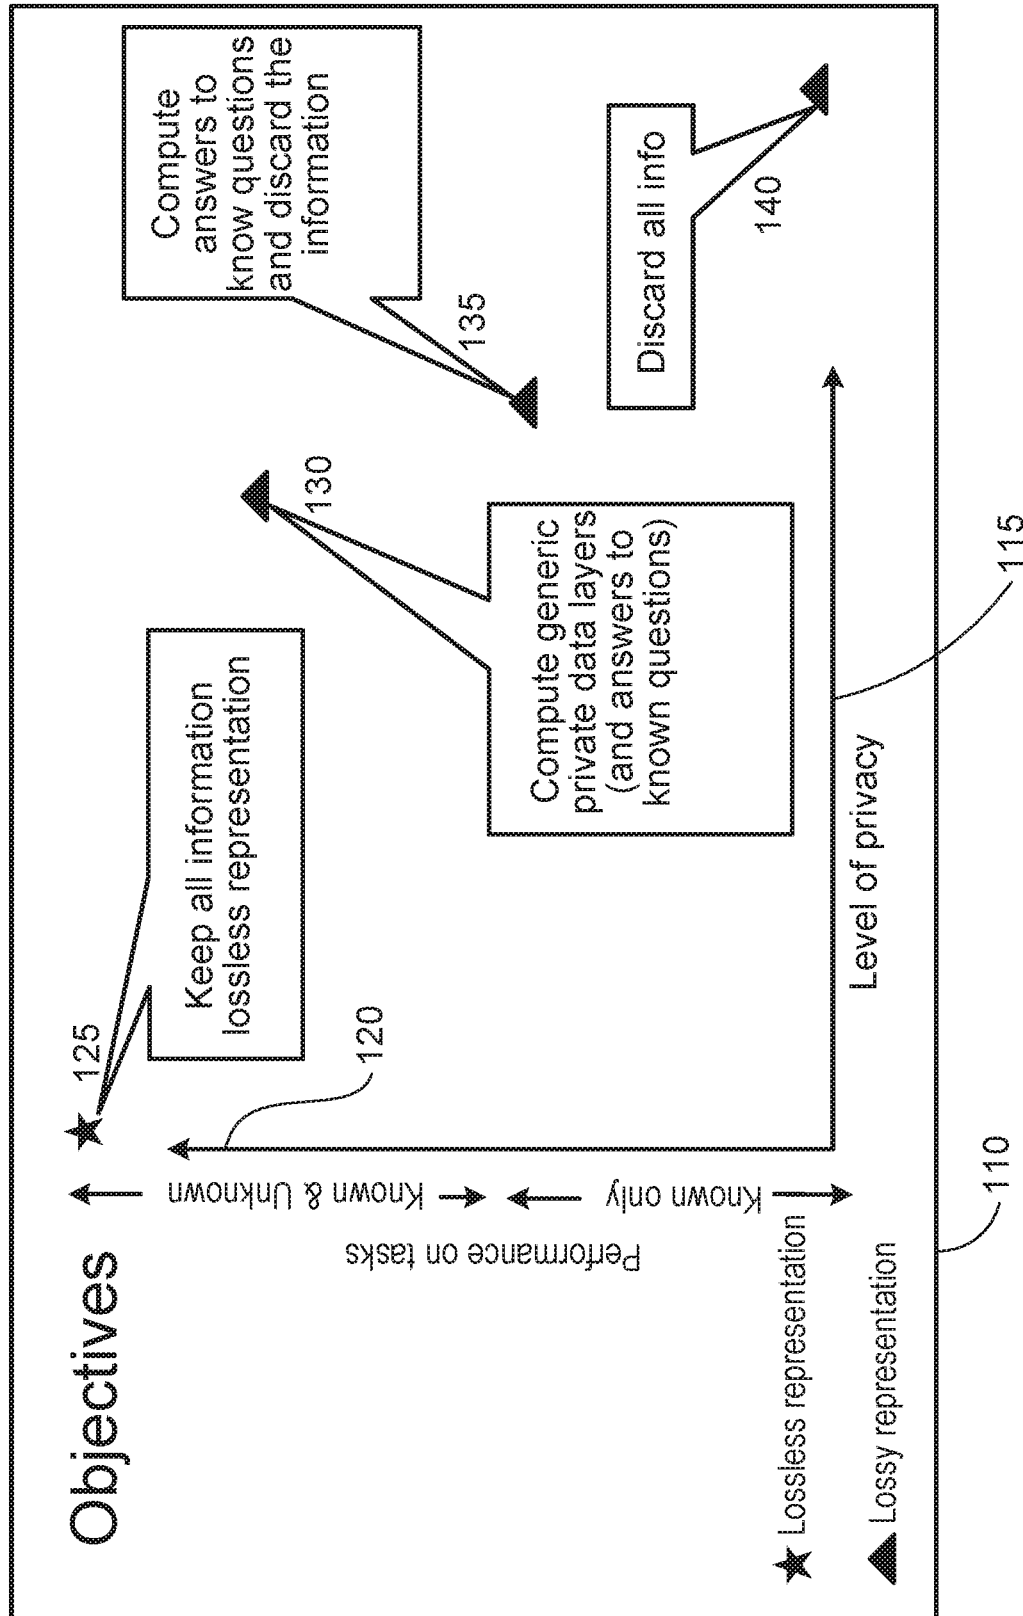 Objectives
125
Keep all information
lossless representation
Compute
answers to
know questions
and discard the
information
130
135
120
Performance on tasks
Known & Unknown
Known only
Compute generic
private data layers
(and answers to
known questions)
Discard all info
140
Level of privacy
115
Lossless representation
Lossy representation
110